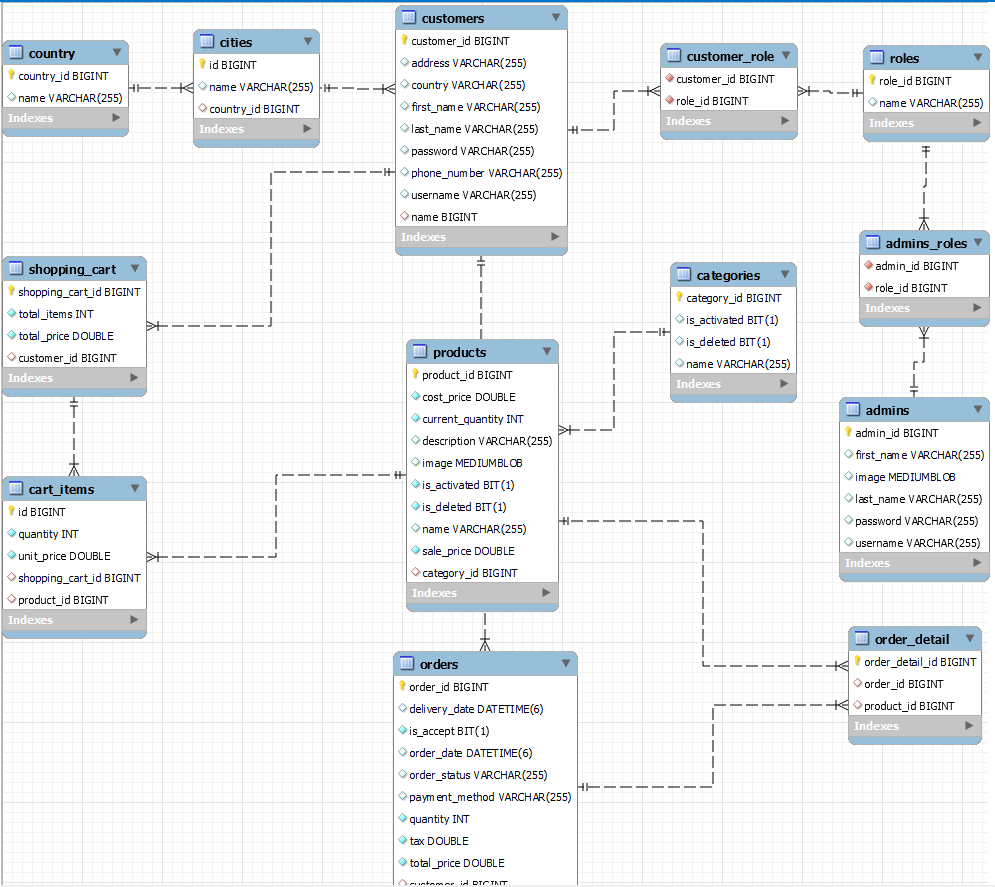 country
country_id BIGINT
name VARCHAR(255)
Indexes
cities
id BIGINT
name VARCHAR(255)
country_id BIGINT
Indexes
customers
customer_id BIGINT
address VARCHAR(255)
country VARCHAR(255)
first_name VARCHAR(255)
last_name VARCHAR(255)
password VARCHAR(255)
phone_number VARCHAR(255)
username VARCHAR(255)
name BIGINT
Indexes
customer_role
customer_id BIGINT
role_id BIGINT
Indexes
roles
role_id BIGINT
name VARCHAR(255)
Indexes
admins_roles
admin_id BIGINT
role_id BIGINT
Indexes
shopping_cart
shopping_cart_id BIGINT
total_items INT
total_price DOUBLE
customer_id BIGINT
Indexes
categories
category_id BIGINT
is_activated BIT(1)
is_deleted BIT(1)
name VARCHAR(255)
Indexes
products
product_id BIGINT
cost_price DOUBLE
current_quantity INT
description VARCHAR(255)
image MEDIUMBLOB
is_activated BIT(1)
is_deleted BIT(1)
name VARCHAR(255)
sale_price DOUBLE
category_id BIGINT
Indexes
admins
admin_id BIGINT
first_name VARCHAR(255)
image MEDIUMBLOB
last_name VARCHAR(255)
password VARCHAR(255)
username VARCHAR(255)
Indexes
cart_items
id BIGINT
quantity INT
unit_price DOUBLE
shopping_cart_id BIGINT
product_id BIGINT
Indexes
order_detail
order_detail_id BIGINT
order_id BIGINT
product_id BIGINT
Indexes
orders
order_id BIGINT
delivery_date DATETIME(6)
is_accept BIT(1)
order_date DATETIME(6)
order_status VARCHAR(255)
payment_method VARCHAR(255)
quantity INT
tax DOUBLE
total_price DOUBLE
customer_id BIGINT